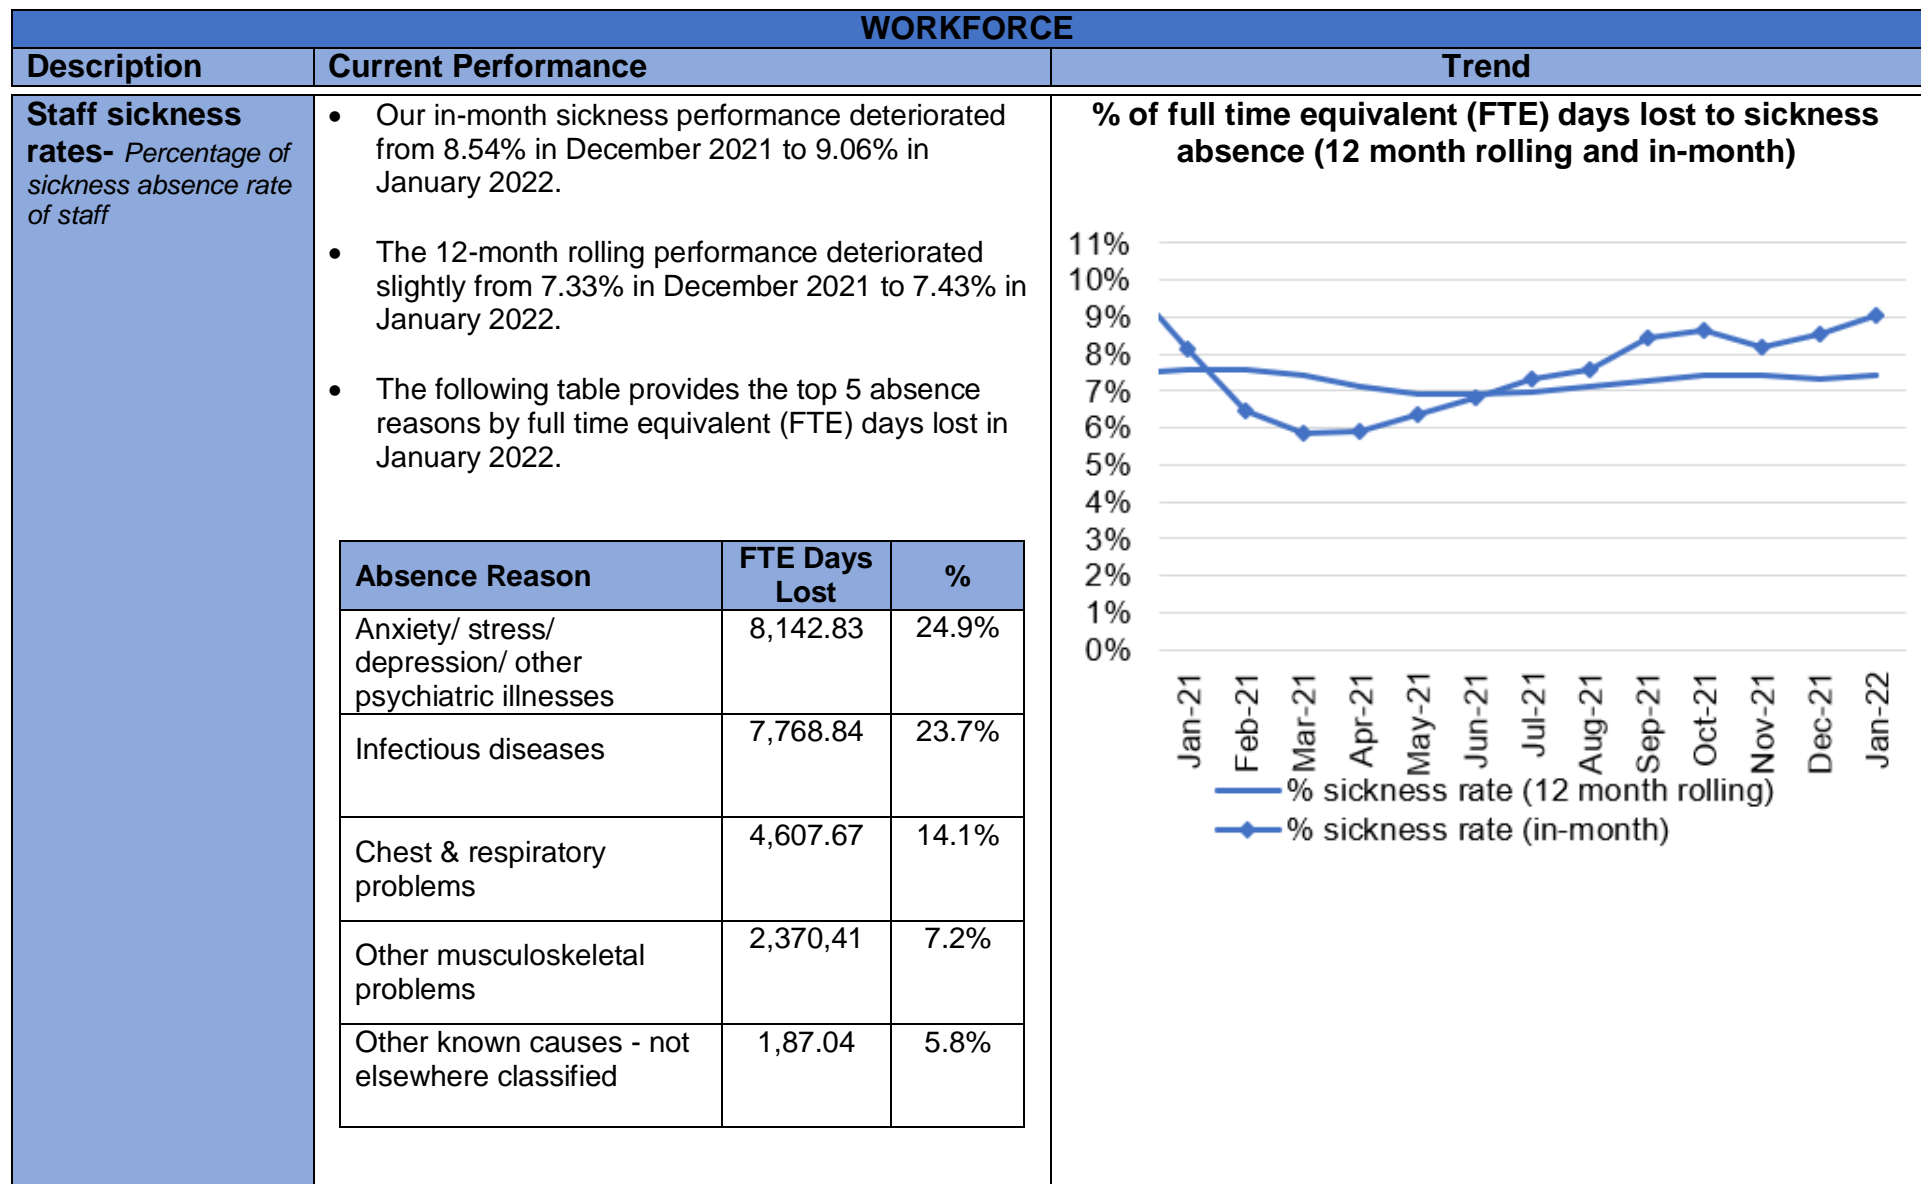 WORKFORCE
Description
Current Performance
Trend
Staff sickness
rates- Percentage of
sickness absence rate
of staff
• Our in-month sickness performance deteriorated
from 8.54% in December 2021 to 9.06% in
January 2022.
• The 12-month rolling performance deteriorated
slightly from 7.33% in December 2021 to 7.43% in
January 2022.
• The following table provides the top 5 absence
reasons by full time equivalent (FTE) days lost in
January 2022.
Absence Reason
FTE Days
Lost
%
Anxiety/ stress/
depression/ other
psychiatric illnesses
8,142.83
24.9%
Infectious diseases
7,768.84
23.7%
Chest & respiratory
problems
4,607.67
14.1%
Other musculoskeletal
problems
2,370,41
7.2%
Other known causes - not
elsewhere classified
1,87.04
5.8%
% of full time equivalent (FTE) days lost to sickness
absence (12 month rolling and in-month)
11%
10%
9%
8%
7%
6%
5%
4%
3%
2%
1%
0%
Jan-21
Feb-21
Mar-21
Apr-21
May-21
Jun-21
Jul-21
Aug-21
Sep-21
Oct-21
Nov-21
Dec-21
Jan-22
% sickness rate (12 month rolling)
% sickness rate (in-month)